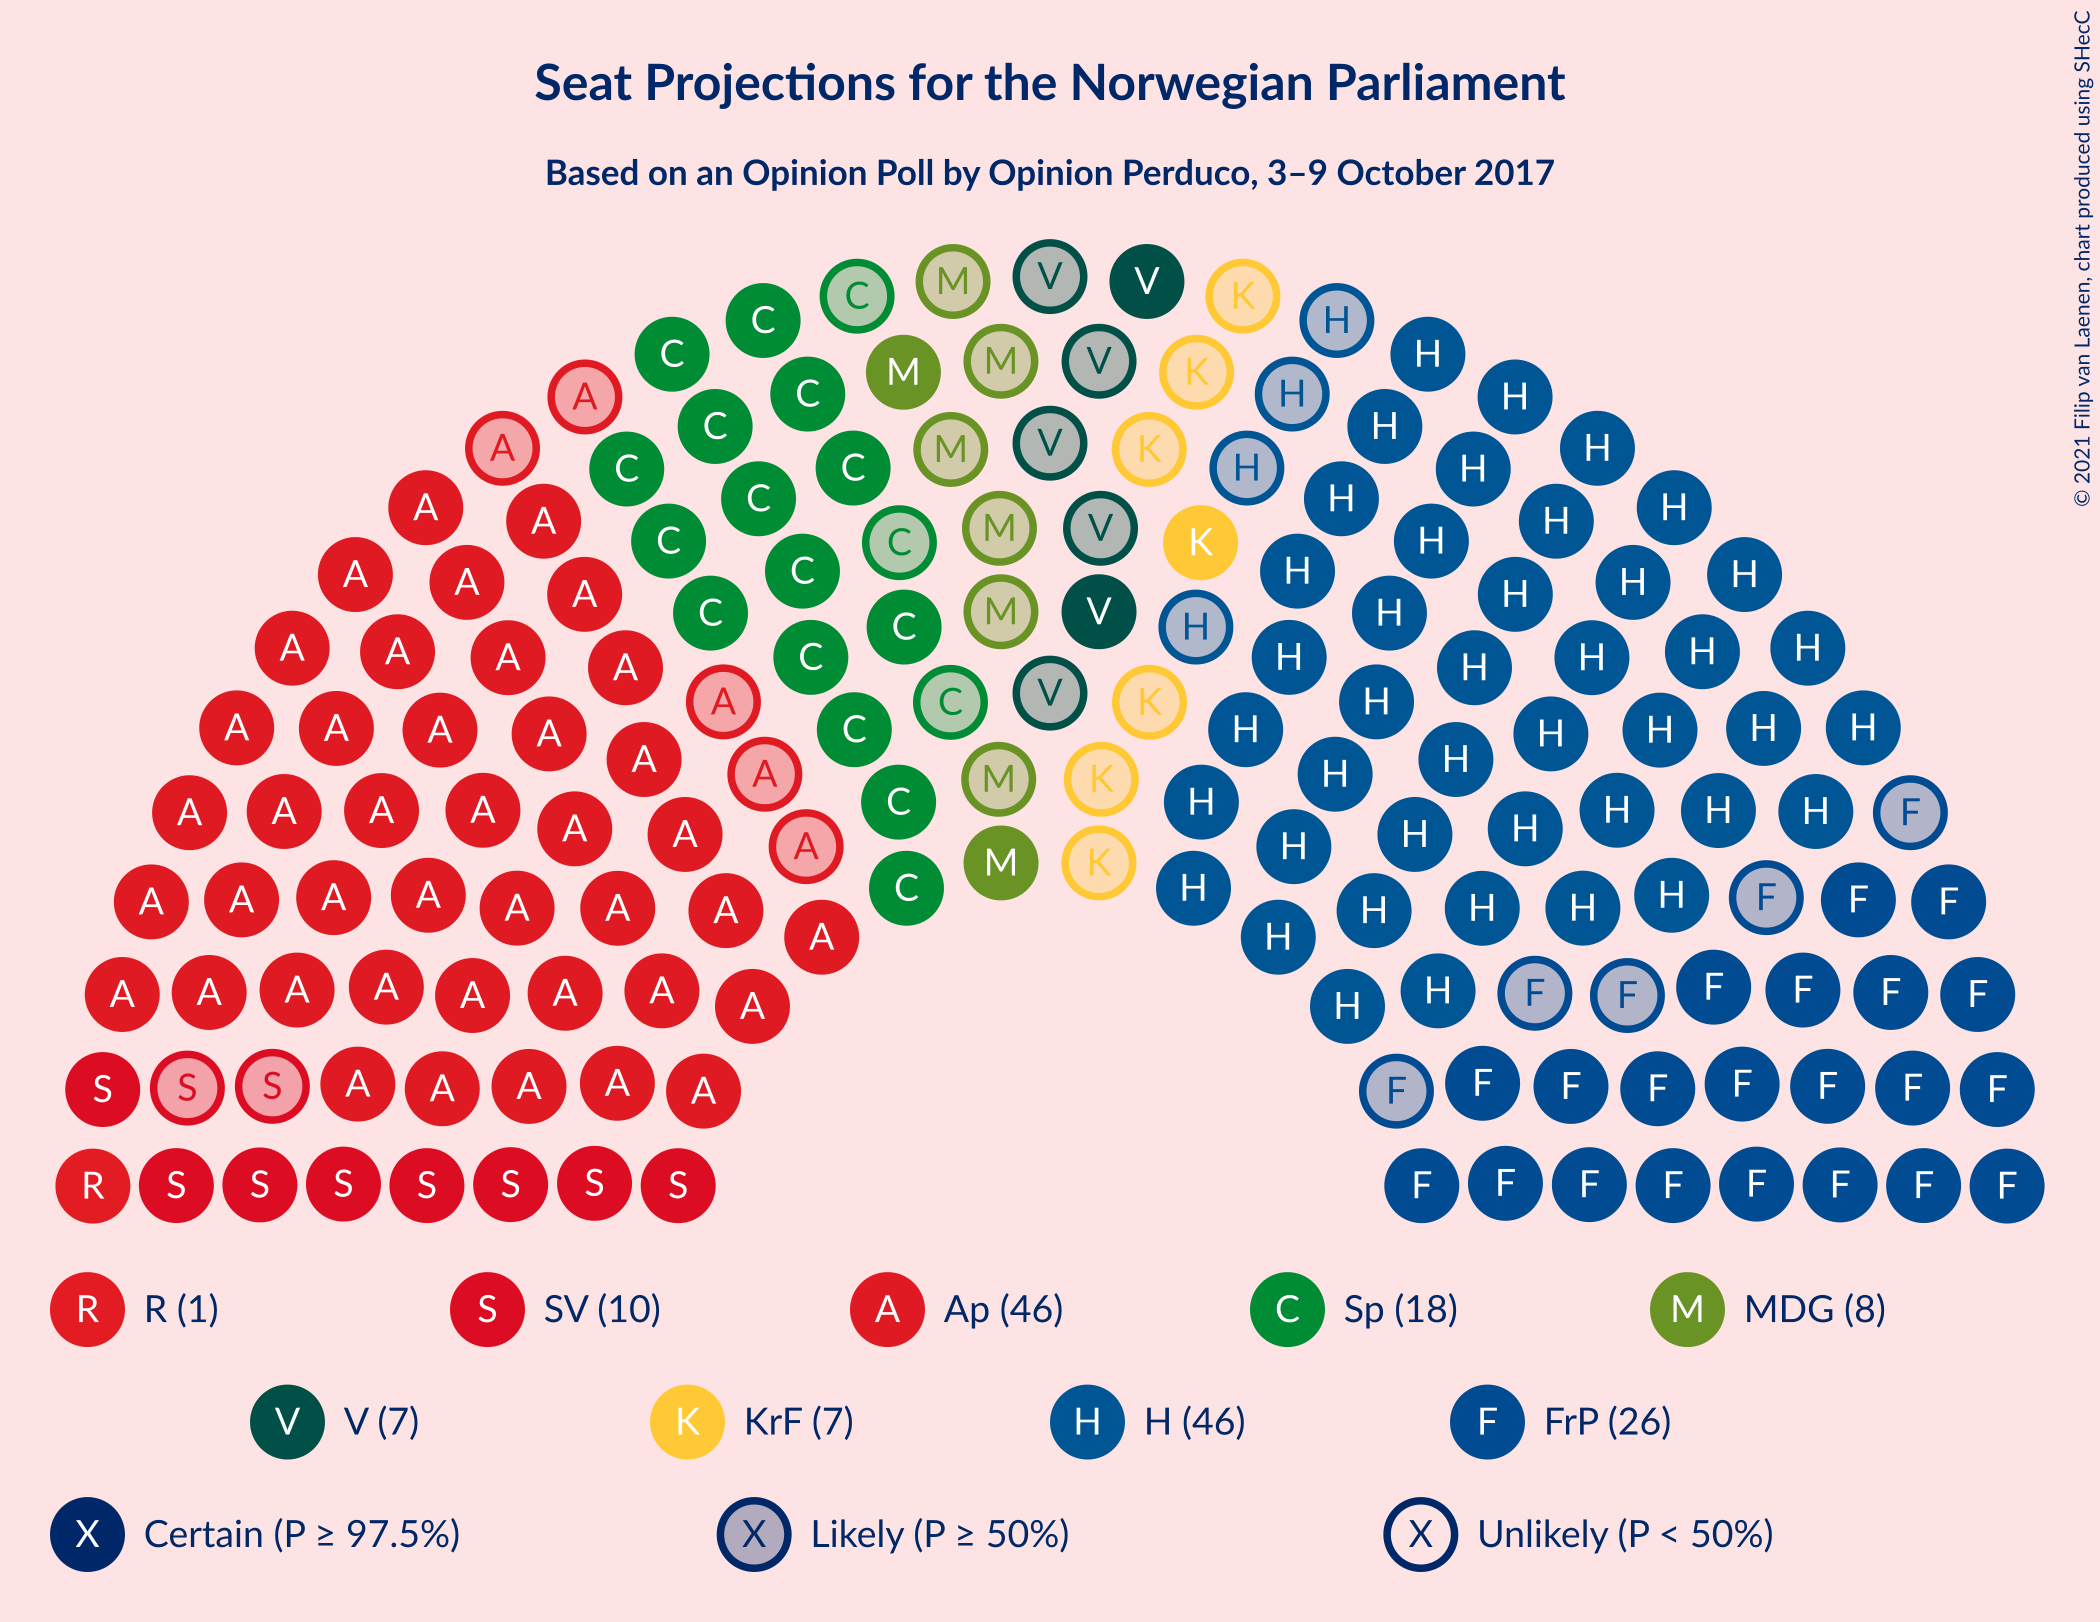 Seat Projections for the Norwegian Parliament
Based on an Opinion Poll by Opinion Perduco, 3–9 October 2017
© 2021 Filip van Laenen, chart produced using SHecC
V
M V
C K
C H
C H
M V
M K
C H
A H
C H
M V K
C H
A C C H H
A H
C H
A M V K H
A C H H
C H
C H
A A H H
A A C M V H H H
C H
A A C H H
A A C H H
A C V H H
A C K H
A A A C H H H H
A A H H
A M K H
A A A A C H H H H F
A A H H
A A C M K H H
A A A A C H H F F F
A A A H H H
A H
A A A A F F F F
A A A A A H H H F F
S S S A A A A A F F F F F F F F
R S S S S S S S F F F F F F F F
R R (1) S SV (10) A Ap (46) C Sp (18) M MDG (8)
V V (7) K KrF (7) H H (46) F FrP (26)
X Certain (P ≥ 97.5%) X Likely (P ≥ 50%) X Unlikely (P < 50%)